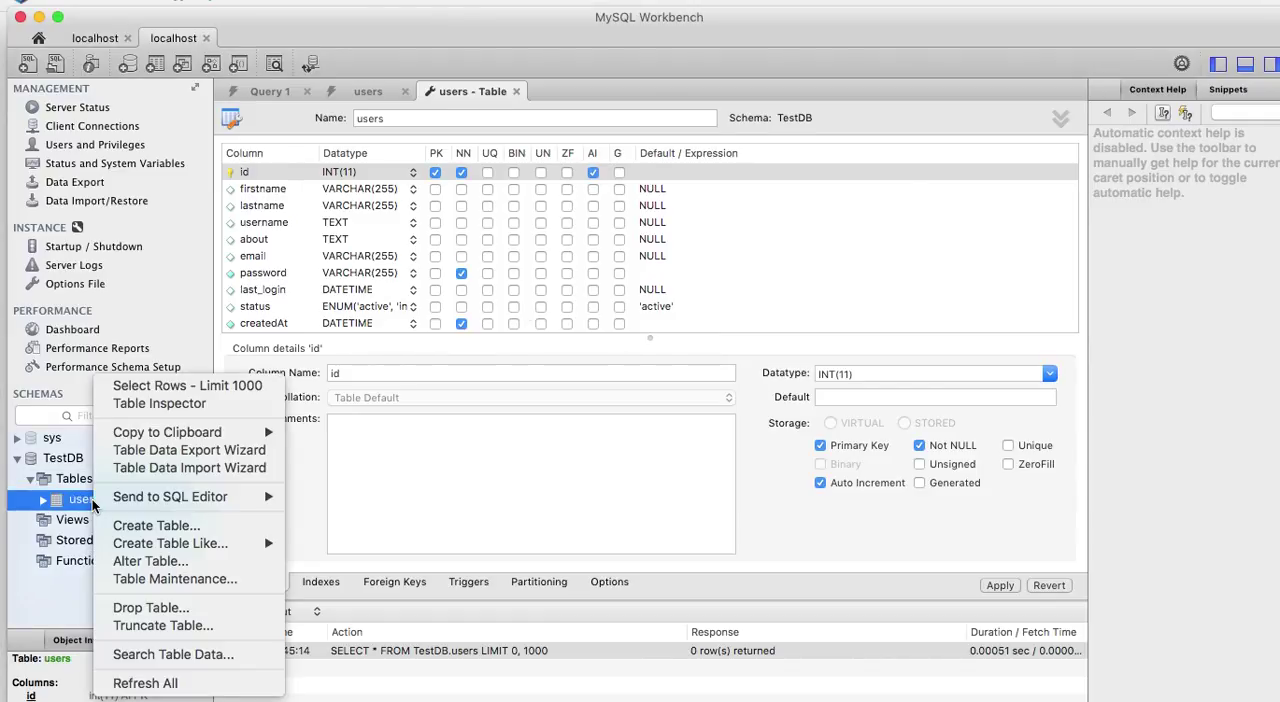 MySQL Workbench
localhost
localhost
MANAGEMENT
Server Status
Client Connections
Users and Privileges
Status and System Variables
Data Export
Data Import/Restore
INSTANCE
Startup / Shutdown
Server Logs
Options File
PERFORMANCE
Dashboard
Performance Reports
Performance Schema Setup
SCHEMAS
Filt
sys
TestDB
Tables
user
Views
Stored
Functi
Object In
Table: users
Columns:
id int(11) AI PK
Select Rows - Limit 1000
Table Inspector
Copy to Clipboard
Table Data Export Wizard
Table Data Import Wizard
Send to SQL Editor
Create Table...
Create Table Like...
Alter Table...
Table Maintenance...
Drop Table...
Truncate Table...
Search Table Data...
Refresh All
Query 1 users users - Table
Name: users Schema: TestDB
Column Datatype PK NN UQ BIN UN ZF AI G Default / Expression
id INT(11)
firstname VARCHAR(255) NULL
lastname VARCHAR(255) NULL
username TEXT NULL
about TEXT NULL
email VARCHAR(255) NULL
password VARCHAR(255)
last_login DATETIME NULL
status ENUM('active', 'in 'active'
createdAt DATETIME
Column details 'id'
Column Name: id Datatype: INT(11)
ollation: Table Default Default
ments: Storage: VIRTUAL STORED
Primary Key Not NULL Unique
Binary Unsigned ZeroFill
Auto Increment Generated
Indexes Foreign Keys Triggers Partitioning Options Apply Revert
ut
ne Action Response Duration / Fetch Time
45:14 SELECT * FROM TestDB.users LIMIT 0, 1000 0 row(s) returned 0.00051 sec / 0.0000...
Context Help Snippets
Automatic context help is
disabled. Use the toolbar to
manually get help for the curren
caret position or to toggle
automatic help.